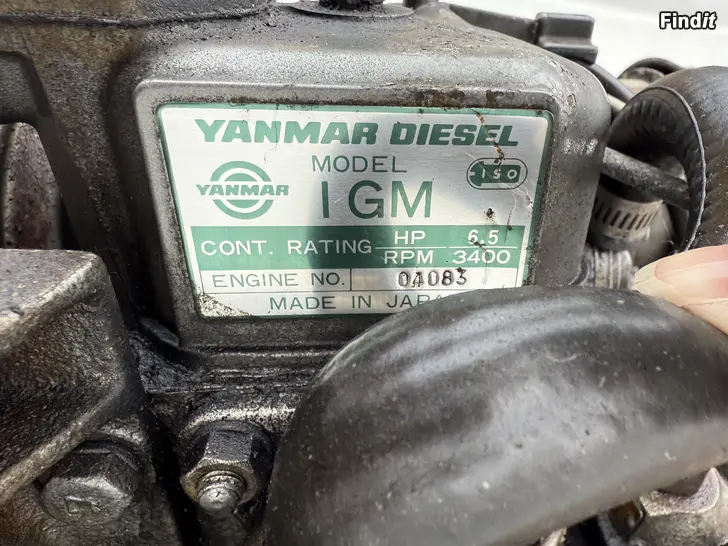 Findit
YANMAR DIESEL
MODEL
ISO
YANMAR
1GM
CONT. RATING HP 6.5
RPM 3400
ENGINE NO. 04083
MADE IN JAPA